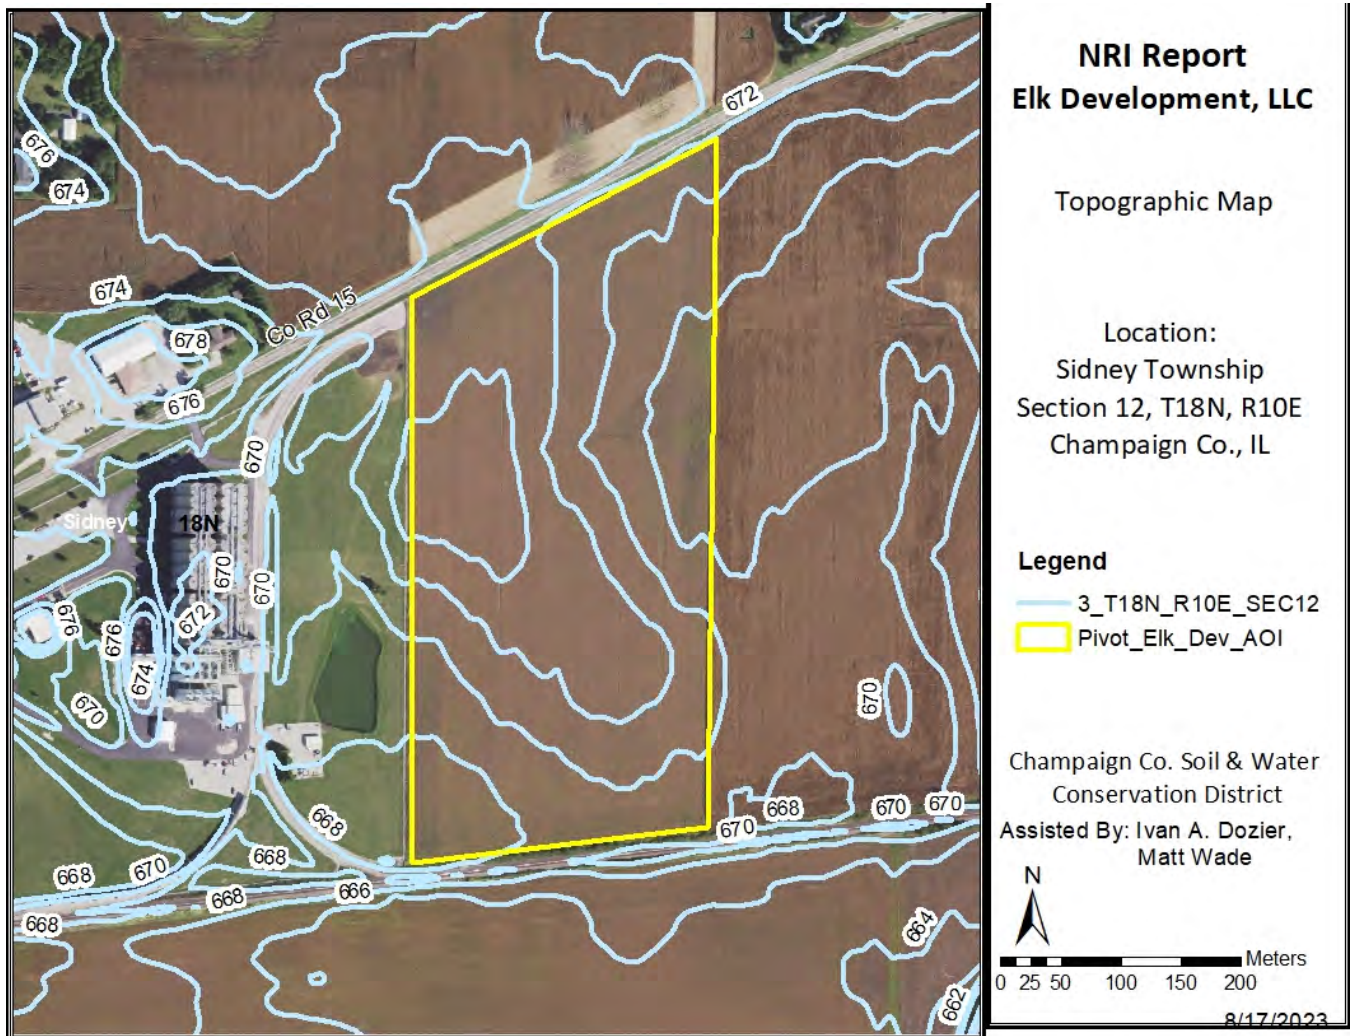 NRI Report
Elk Development, LLC
Topographic Map
Location:
Sidney Township
Section 12, T18N, R10E
Champaign Co., IL
Legend
3_T18N_R10E_SEC12
Pivot_Elk_Dev_AOI
Champaign Co. Soil & Water
Conservation District
Assisted By: Ivan A. Dozier,
Matt Wade
N
Meters
0 25 50 100 150 200
8/17/2023
672
676
674
674
Co Rd 15
678
676
670
Sidney
18N
670
670
672
676
676
674
670
670
668
670
670
670
668
668
670
668
668
666
668
664
662